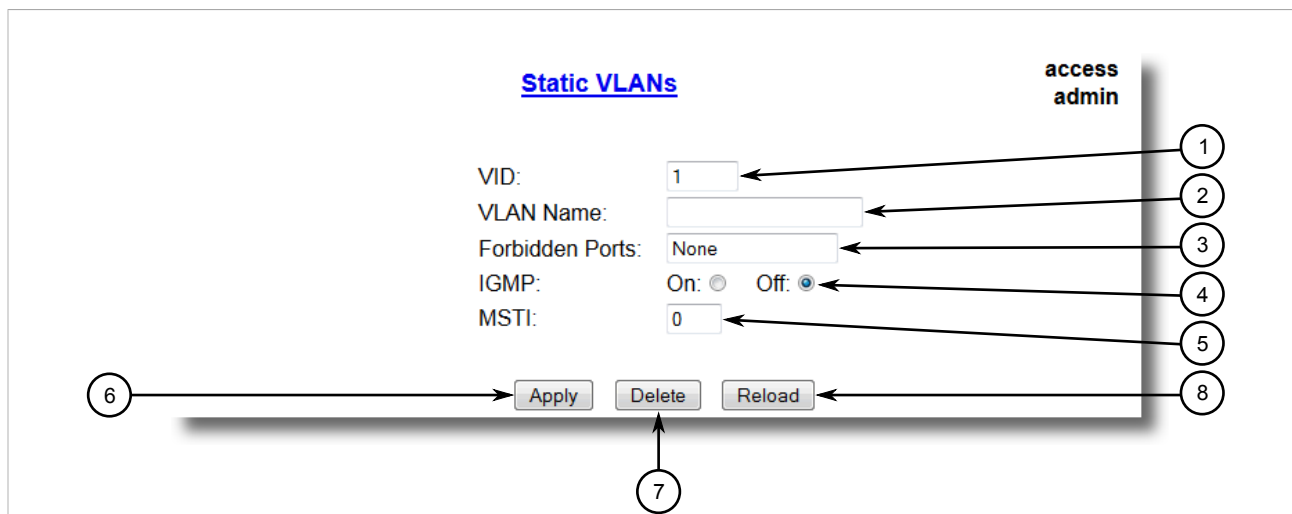 Static VLANs
access
admin
1
VID: 1
2
VLAN Name:
3
Forbidden Ports: None
IGMP: On: Off:
4
MSTI: 0
5
6
Apply Delete Reload
8
7